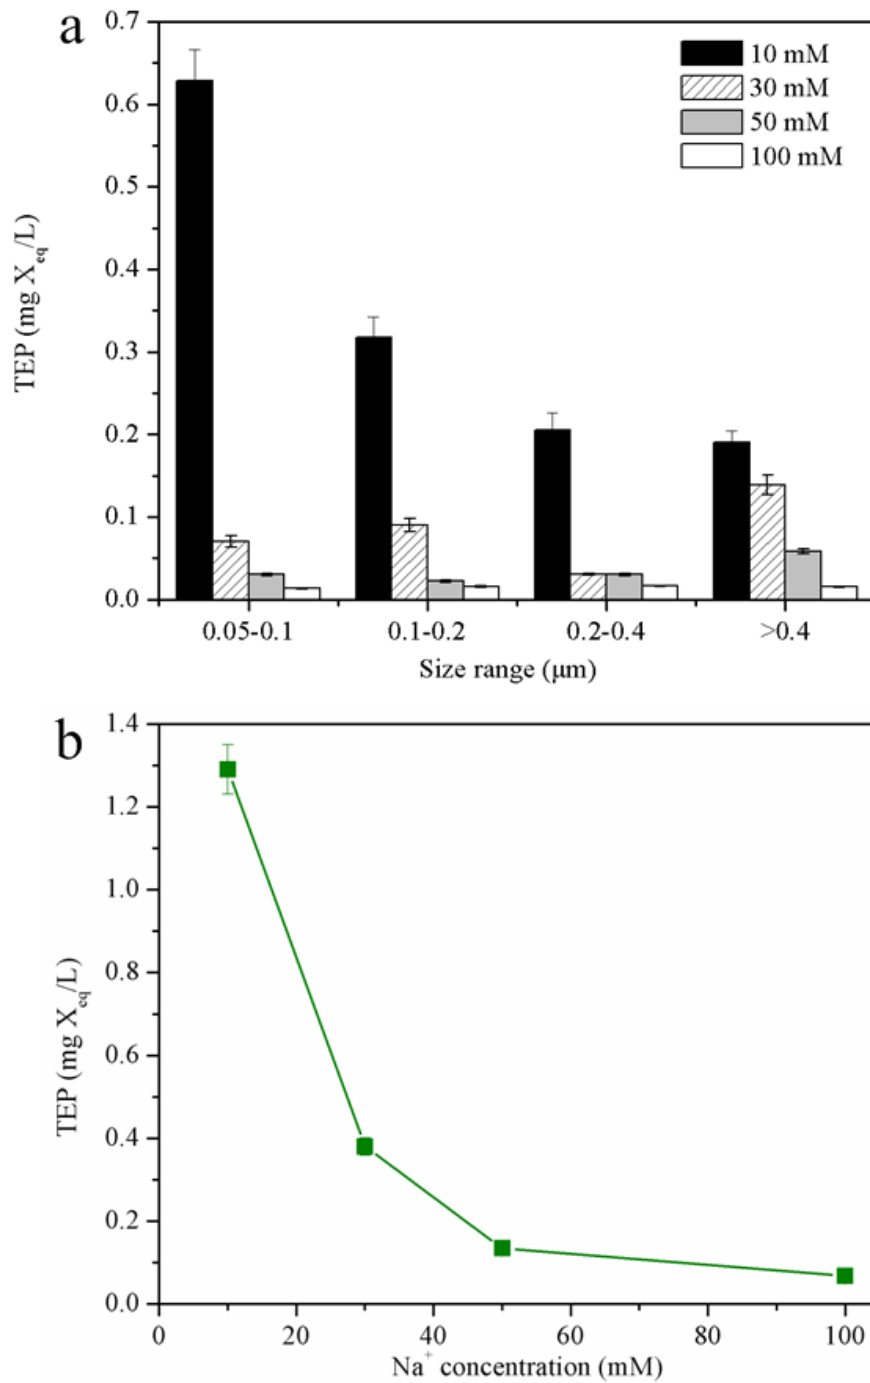 a
0.7
0.6
0.5
0.4
0.3
0.2
0.1
0.0
TEP (mg X_eq/L)
10 mM
30 mM
50 mM
100 mM
0.05-0.1 0.1-0.2 0.2-0.4 >0.4
Size range (μm)
b
1.4
1.2
1.0
0.8
0.6
0.4
0.2
0.0
TEP (mg X_eq/L)
0 20 40 60 80 100
Na⁺ concentration (mM)